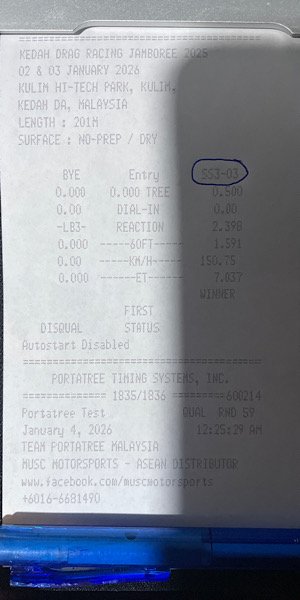 ================================
KEDAH DRAG RACING JAMBOREE 2025
02 & 03 JANUARY 2026
KULIM HI-TECH PARK, KULIM.
KEDAH DA, MALAYSIA
LENGTH : 201M
SURFACE : NO-PREP / DRY
================================
BYE Entry SS3-03
0.000 0.000 TREE 0.500
0.00 DIAL-IN 0.00
-LB3- REACTION 2.398
0.000 ------60FT------ 1.591
0.00 ------KM/H------ 150.75
0.000 -------ET------- 7.037
WINNER
FIRST
DISQUAL STATUS
Autostart Disabled
================================
PORTATREE TIMING SYSTEMS, INC.
============== 1835/1836 ========= 600214
Portatree Test QUAL RND 59
January 4, 2026 12:25:29 AM
TEAM PORTATREE MALAYSIA
MUSC MOTORSPORTS - ASEAN DISTRIBUTOR
www.facebook.com/muscmotorsports
+6016-6681490